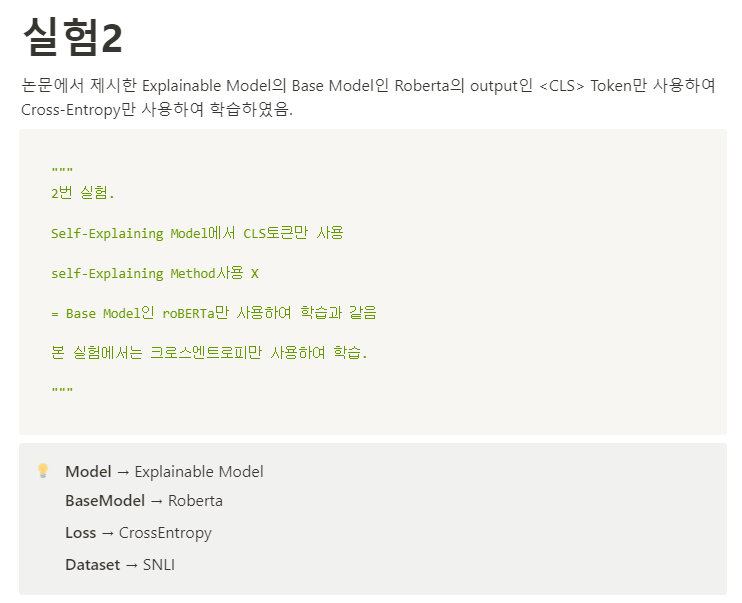 실험2
논문에서 제시한 Explainable Model의 Base Model인 Roberta의 output인 <CLS> Token만 사용하여
Cross-Entropy만 사용하여 학습하였음.
"""
2번 실험.
Self-Explaining Model에서 CLS토큰만 사용
self-Explaining Method사용 X
= Base Model인 roBERTa만 사용하여 학습과 같음
본 실험에서는 크로스엔트로피만 사용하여 학습.
"""
Model → Explainable Model
BaseModel → Roberta
Loss → CrossEntropy
Dataset → SNLI